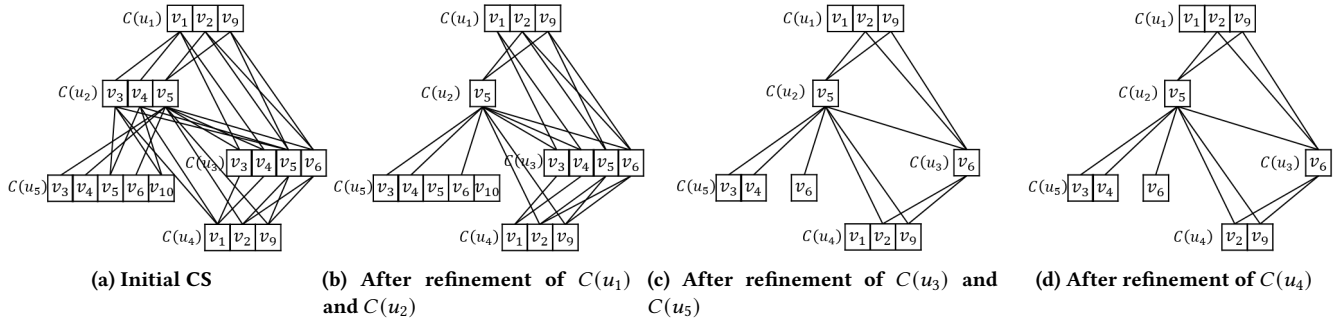 C(u₁) v₁ v₂ v₉
C(u₂) v₃ v₄ v₅
C(u₃) v₃ v₄ v₅ v₆
C(u₅) v₃ v₄ v₅ v₆ v₁₀
C(u₄) v₁ v₂ v₉
(a) Initial CS
C(u₁) v₁ v₂ v₉
C(u₂) v₅
C(u₃) v₃ v₄ v₅ v₆
C(u₅) v₃ v₄ v₅ v₆ v₁₀
C(u₄) v₁ v₂ v₉
(b) After refinement of C(u₁)
and C(u₂)
C(u₁) v₁ v₂ v₉
C(u₂) v₅
C(u₃) v₆
C(u₅) v₃ v₄ v₆
C(u₄) v₁ v₂ v₉
(c) After refinement of C(u₃) and
C(u₅)
C(u₁) v₁ v₂ v₉
C(u₂) v₅
C(u₃) v₆
C(u₅) v₃ v₄ v₆
C(u₄) v₂ v₉
(d) After refinement of C(u₄)